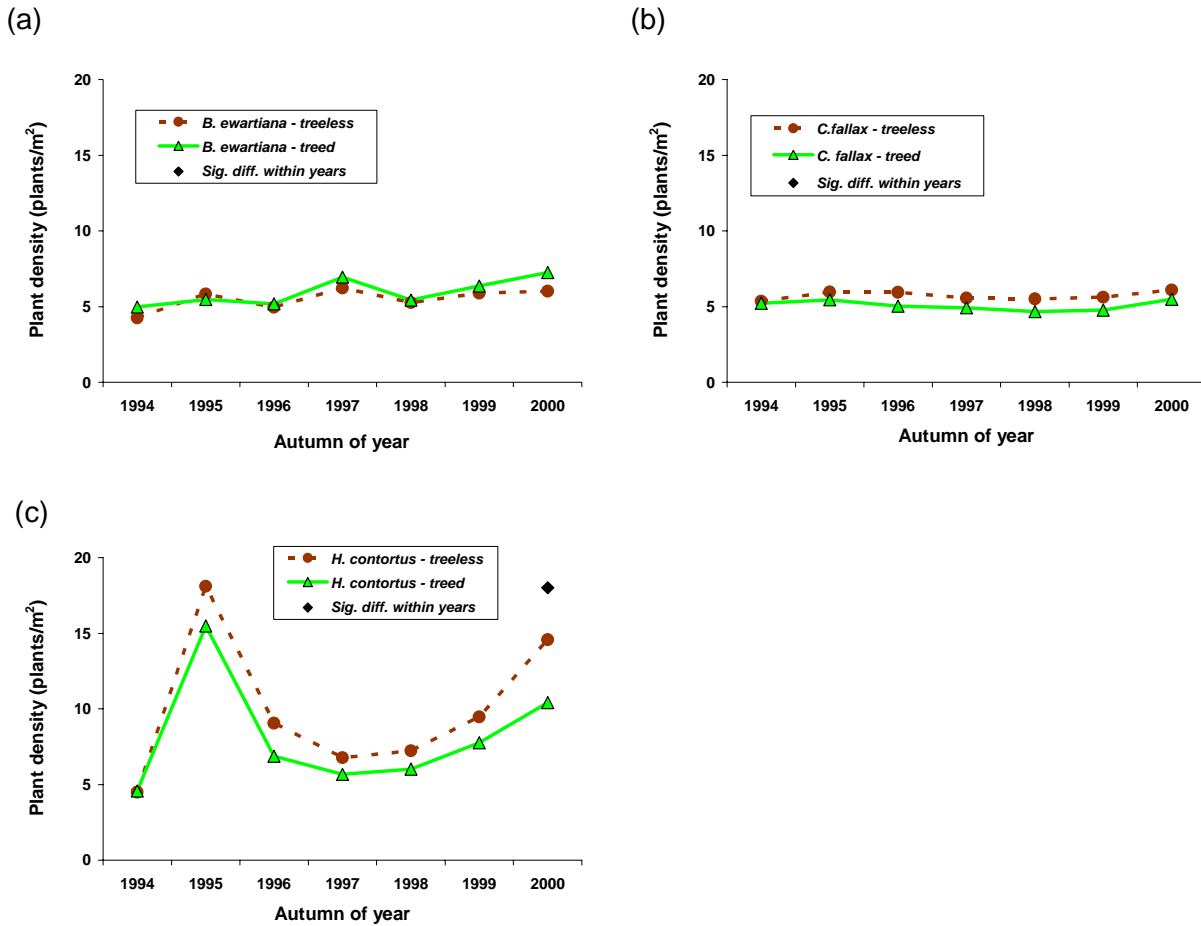 (a)
20
15
10
5
0
Plant density (plants/m²)
B. ewartiana - treeless
B. ewartiana - treed
Sig. diff. within years
1994 1995 1996 1997 1998 1999 2000
Autumn of year
(b)
20
15
10
5
0
Plant density (plants/m²)
C.fallax - treeless
C. fallax - treed
Sig. diff. within years
1994 1995 1996 1997 1998 1999 2000
Autumn of year
(c)
20
15
10
5
0
Plant density (plants/m²)
H. contortus - treeless
H. contortus - treed
Sig. diff. within years
1994 1995 1996 1997 1998 1999 2000
Autumn of year